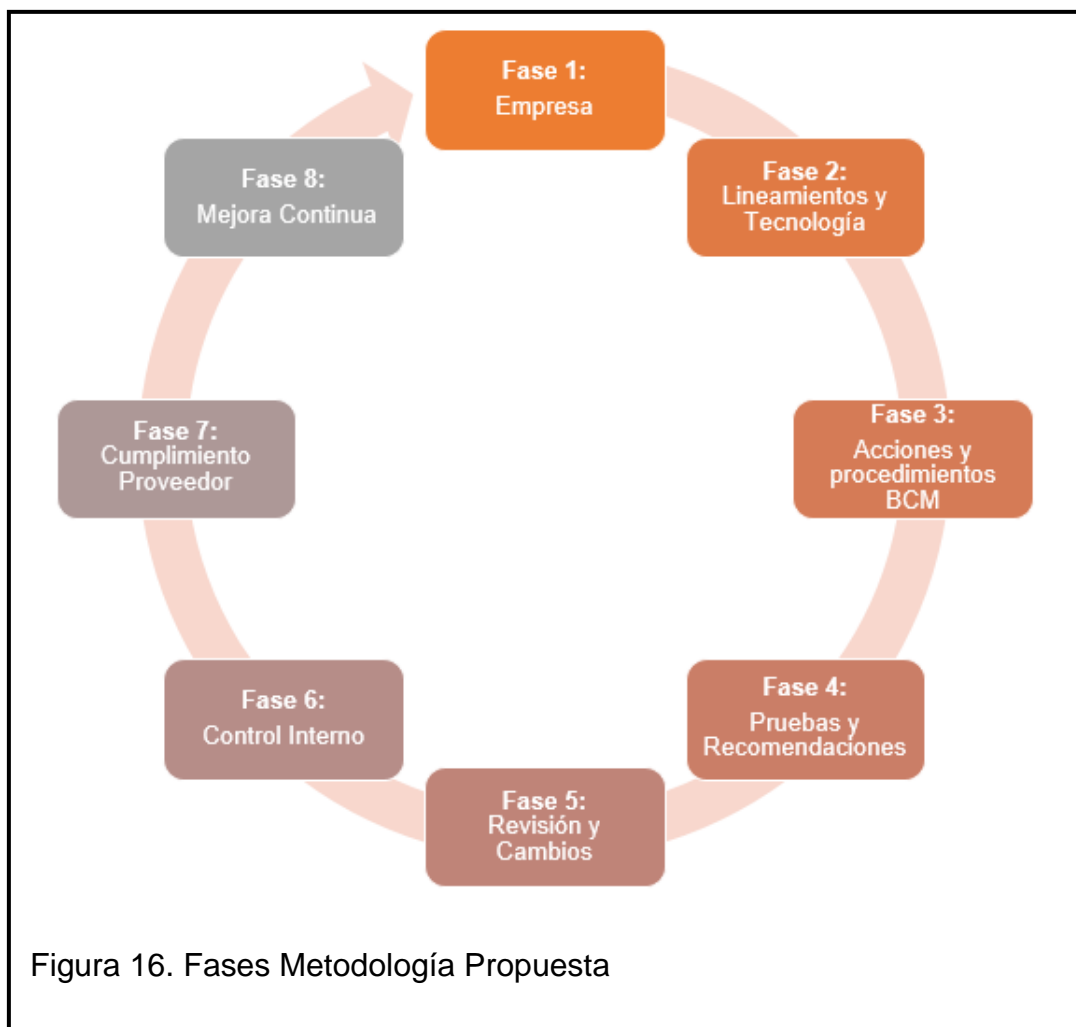 Fase 1:
Empresa
Fase 2:
Lineamientos y
Tecnología
Fase 3:
Acciones y
procedimientos
BCM
Fase 4:
Pruebas y
Recomendaciones
Fase 5:
Revisión y
Cambios
Fase 6:
Control Interno
Fase 7:
Cumplimiento
Proveedor
Fase 8:
Mejora Continua
Figura 16. Fases Metodología Propuesta